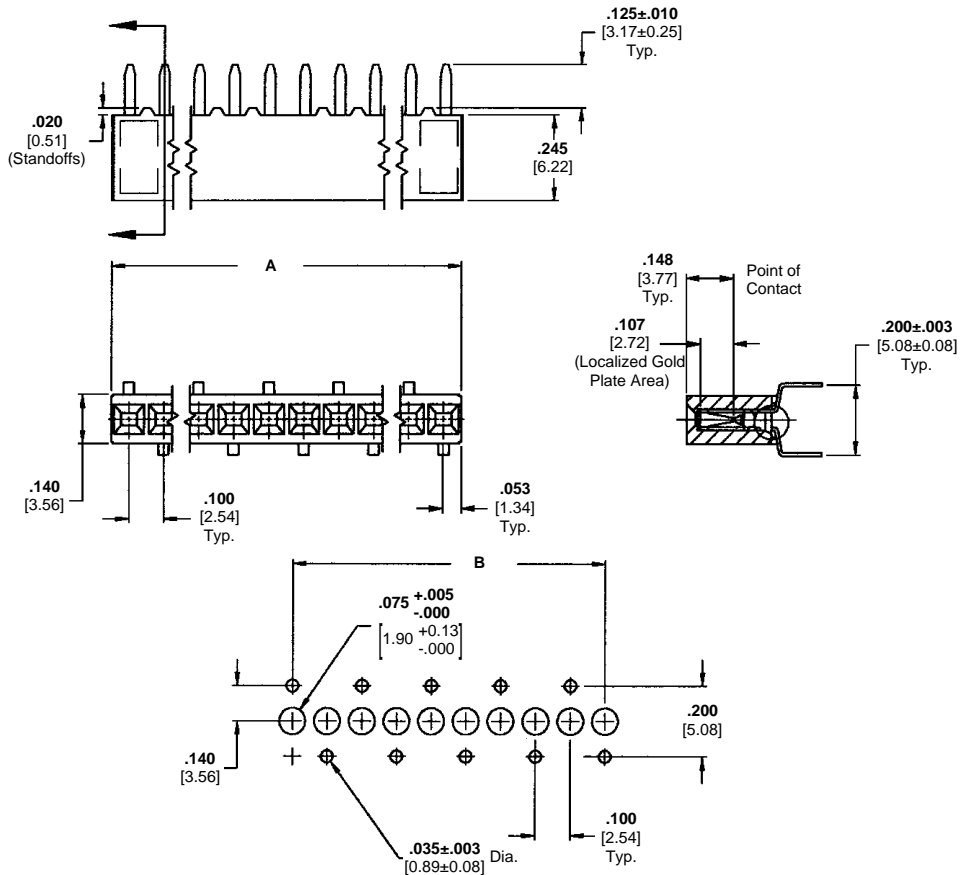 .125±.010
[3.17±0.25]
Typ.
.020
[0.51]
(Standoffs)
.245
[6.22]
A
.148
[3.77]
Typ.
Point of
Contact
.107
[2.72]
(Localized Gold
Plate Area)
.200±.003
[5.08±0.08]
Typ.
.140
[3.56]
.100
[2.54]
Typ.
.053
[1.34]
Typ.
B
.075 +.005
-.000
[1.90 +0.13
-.000]
.140
[3.56]
.200
[5.08]
.100
[2.54]
Typ.
.035±.003 Dia.
[0.89±0.08]